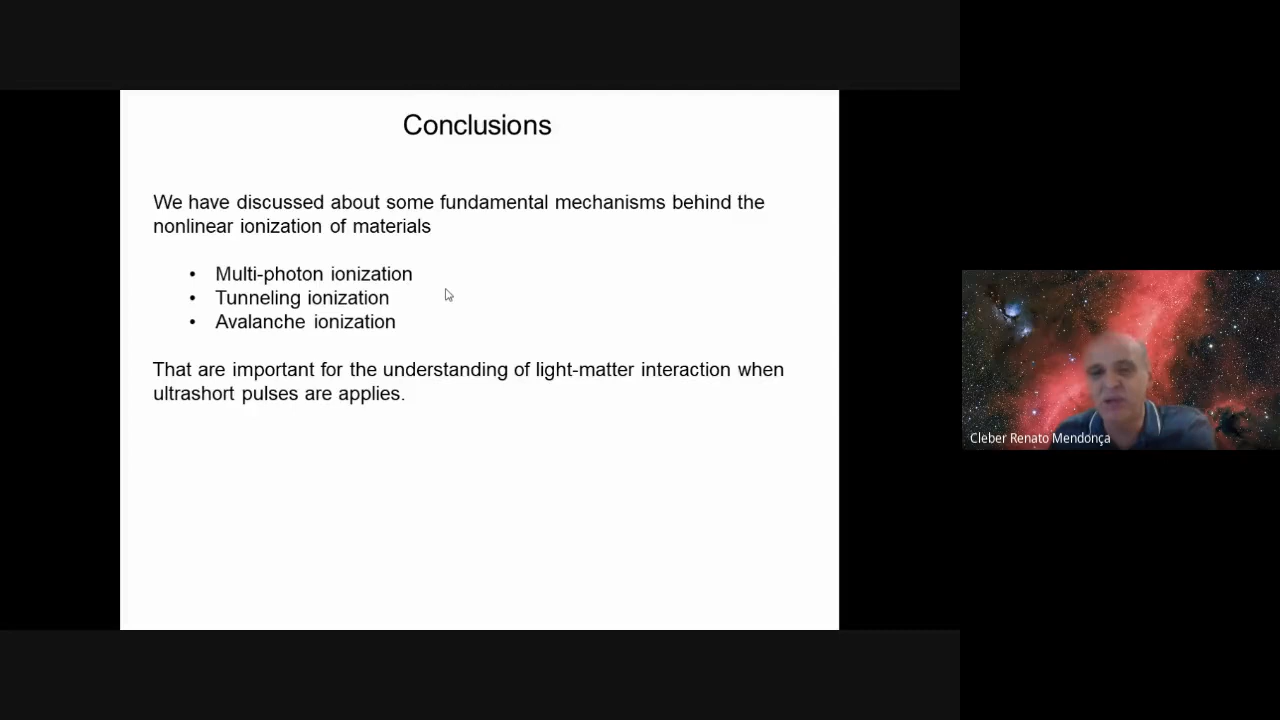 Conclusions
We have discussed about some fundamental mechanisms behind the
nonlinear ionization of materials
• Multi-photon ionization
• Tunneling ionization
• Avalanche ionization
That are important for the understanding of light-matter interaction when
ultrashort pulses are applies.
Cleber Renato Mendonça